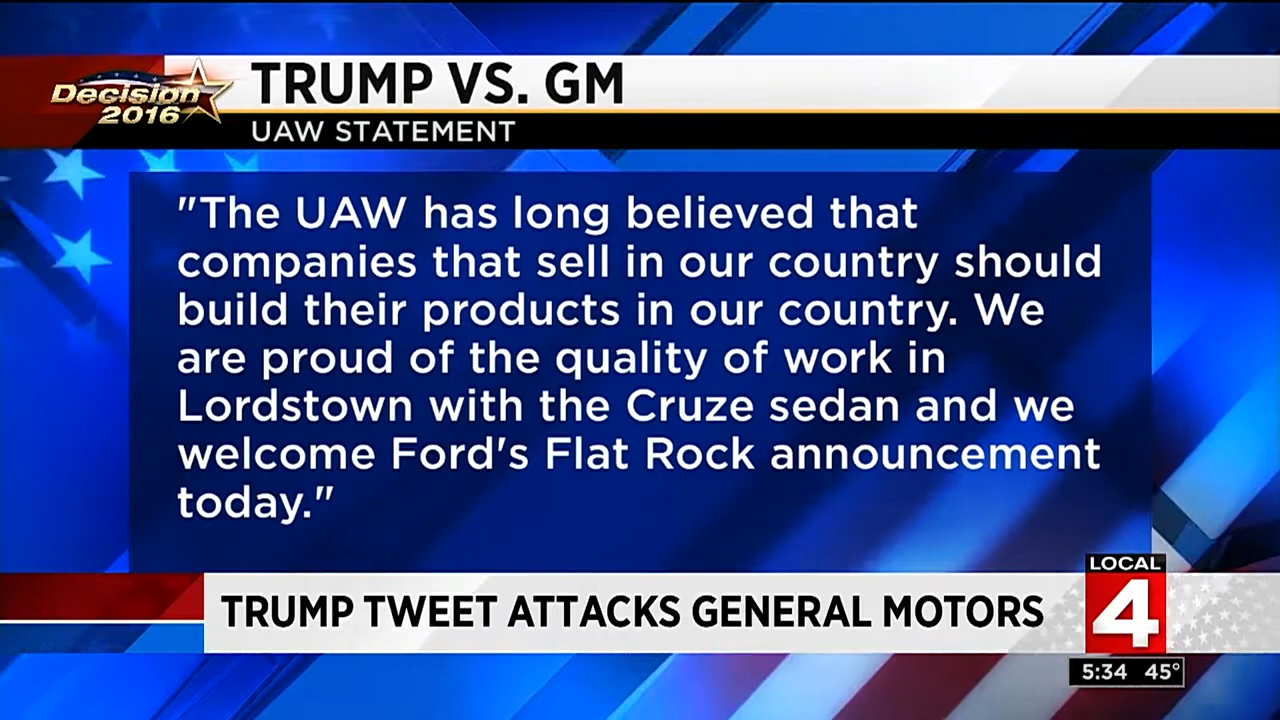 Decision
2016
TRUMP VS. GM
UAW STATEMENT
"The UAW has long believed that
companies that sell in our country should
build their products in our country. We
are proud of the quality of work in
Lordstown with the Cruze sedan and we
welcome Ford's Flat Rock announcement
today."
TRUMP TWEET ATTACKS GENERAL MOTORS
LOCAL
4
5:34 45°